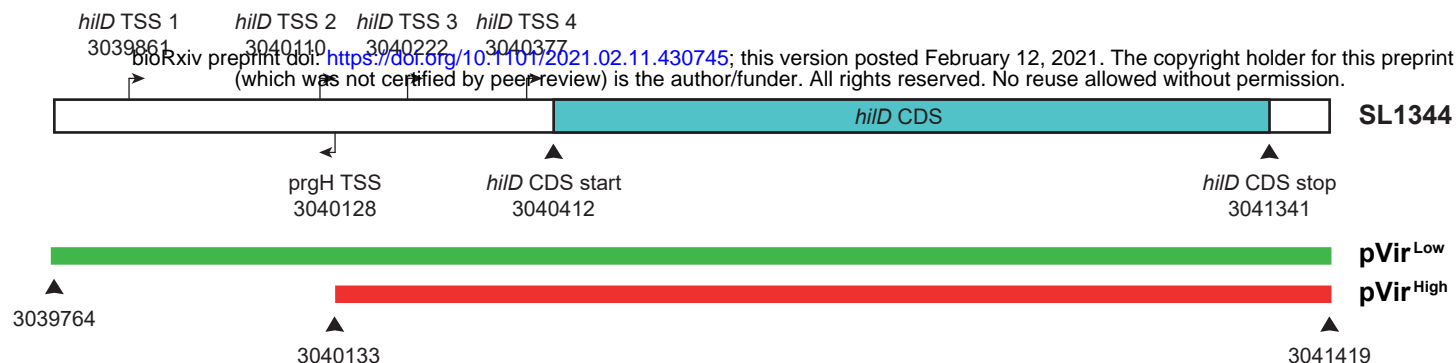 hilD TSS 1 hilD TSS 2 hilD TSS 3 hilD TSS 4
3039861 3040110 3040222 3040377
bioRxiv preprint doi: https://doi.org/10.1101/2021.02.11.430745; this version posted February 12, 2021. The copyright holder for this preprint
(which was not certified by peer review) is the author/funder. All rights reserved. No reuse allowed without permission.
hilD CDS SL1344
prgH TSS hilD CDS start hilD CDS stop
3040128 3040412 3041341
pVirLow
pVirHigh
3039764
3040133 3041419